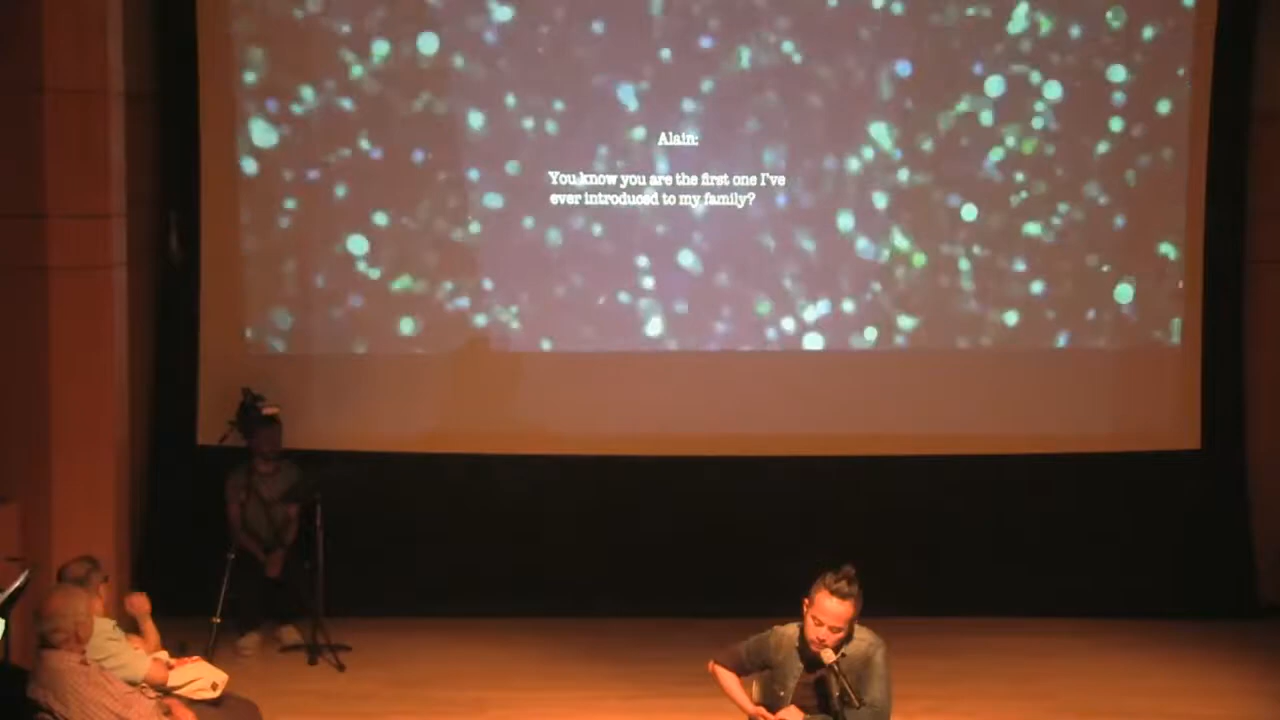 Alain:
You know you are the first one I've
ever introduced to my family?